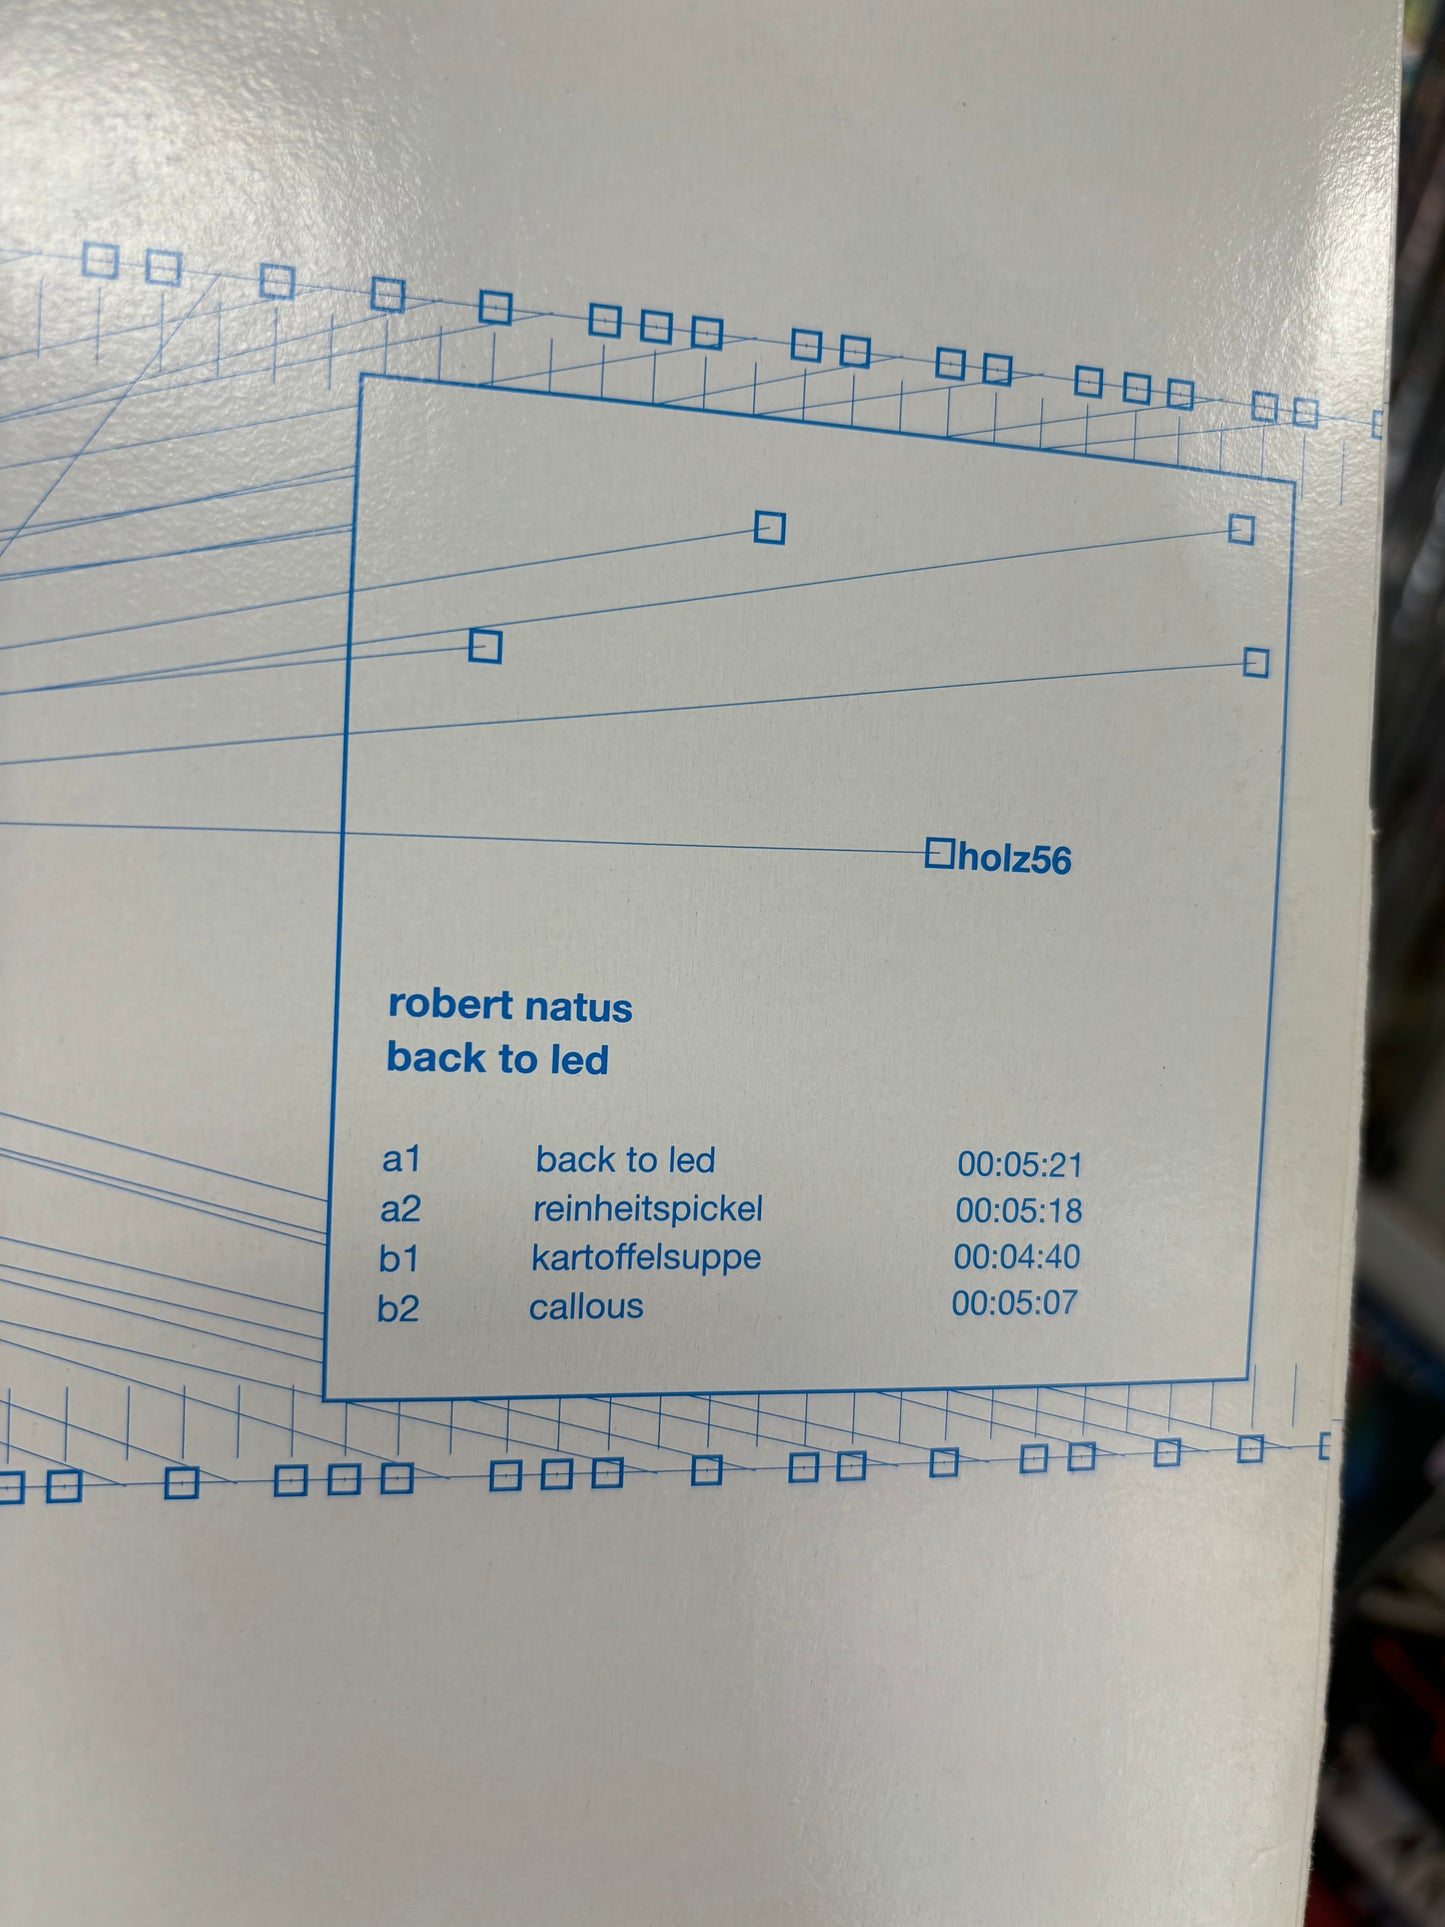 holz56
robert natus
back to led
a1 back to led 00:05:21
a2 reinheitspickel 00:05:18
b1 kartoffelsuppe 00:04:40
b2 callous 00:05:07